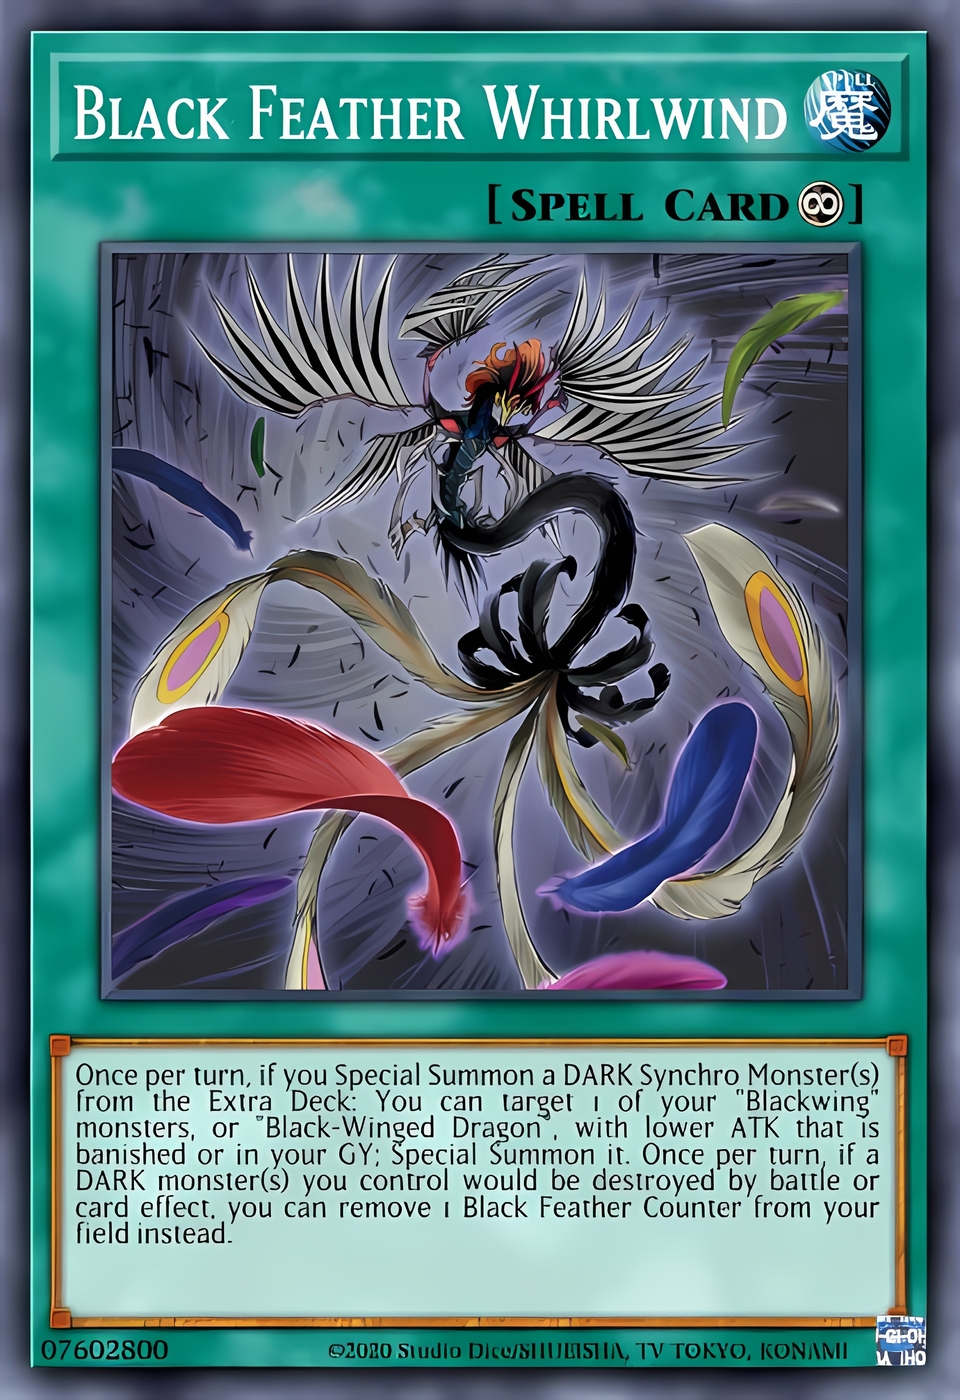 BLACK FEATHER WHIRLWIND
魔
[SPELL CARD]
Once per turn, if you Special Summon a DARK Synchro Monster(s)
from the Extra Deck: You can target 1 of your "Blackwing"
monsters, or "Black-Winged Dragon", with lower ATK that is
banished or in your GY; Special Summon it. Once per turn, if a
DARK monster(s) you control would be destroyed by battle or
card effect, you can remove 1 Black Feather Counter from your
field instead.
07602800
©2020 Studio Dice/SHUEISHA, TV TOKYO, KONAMI